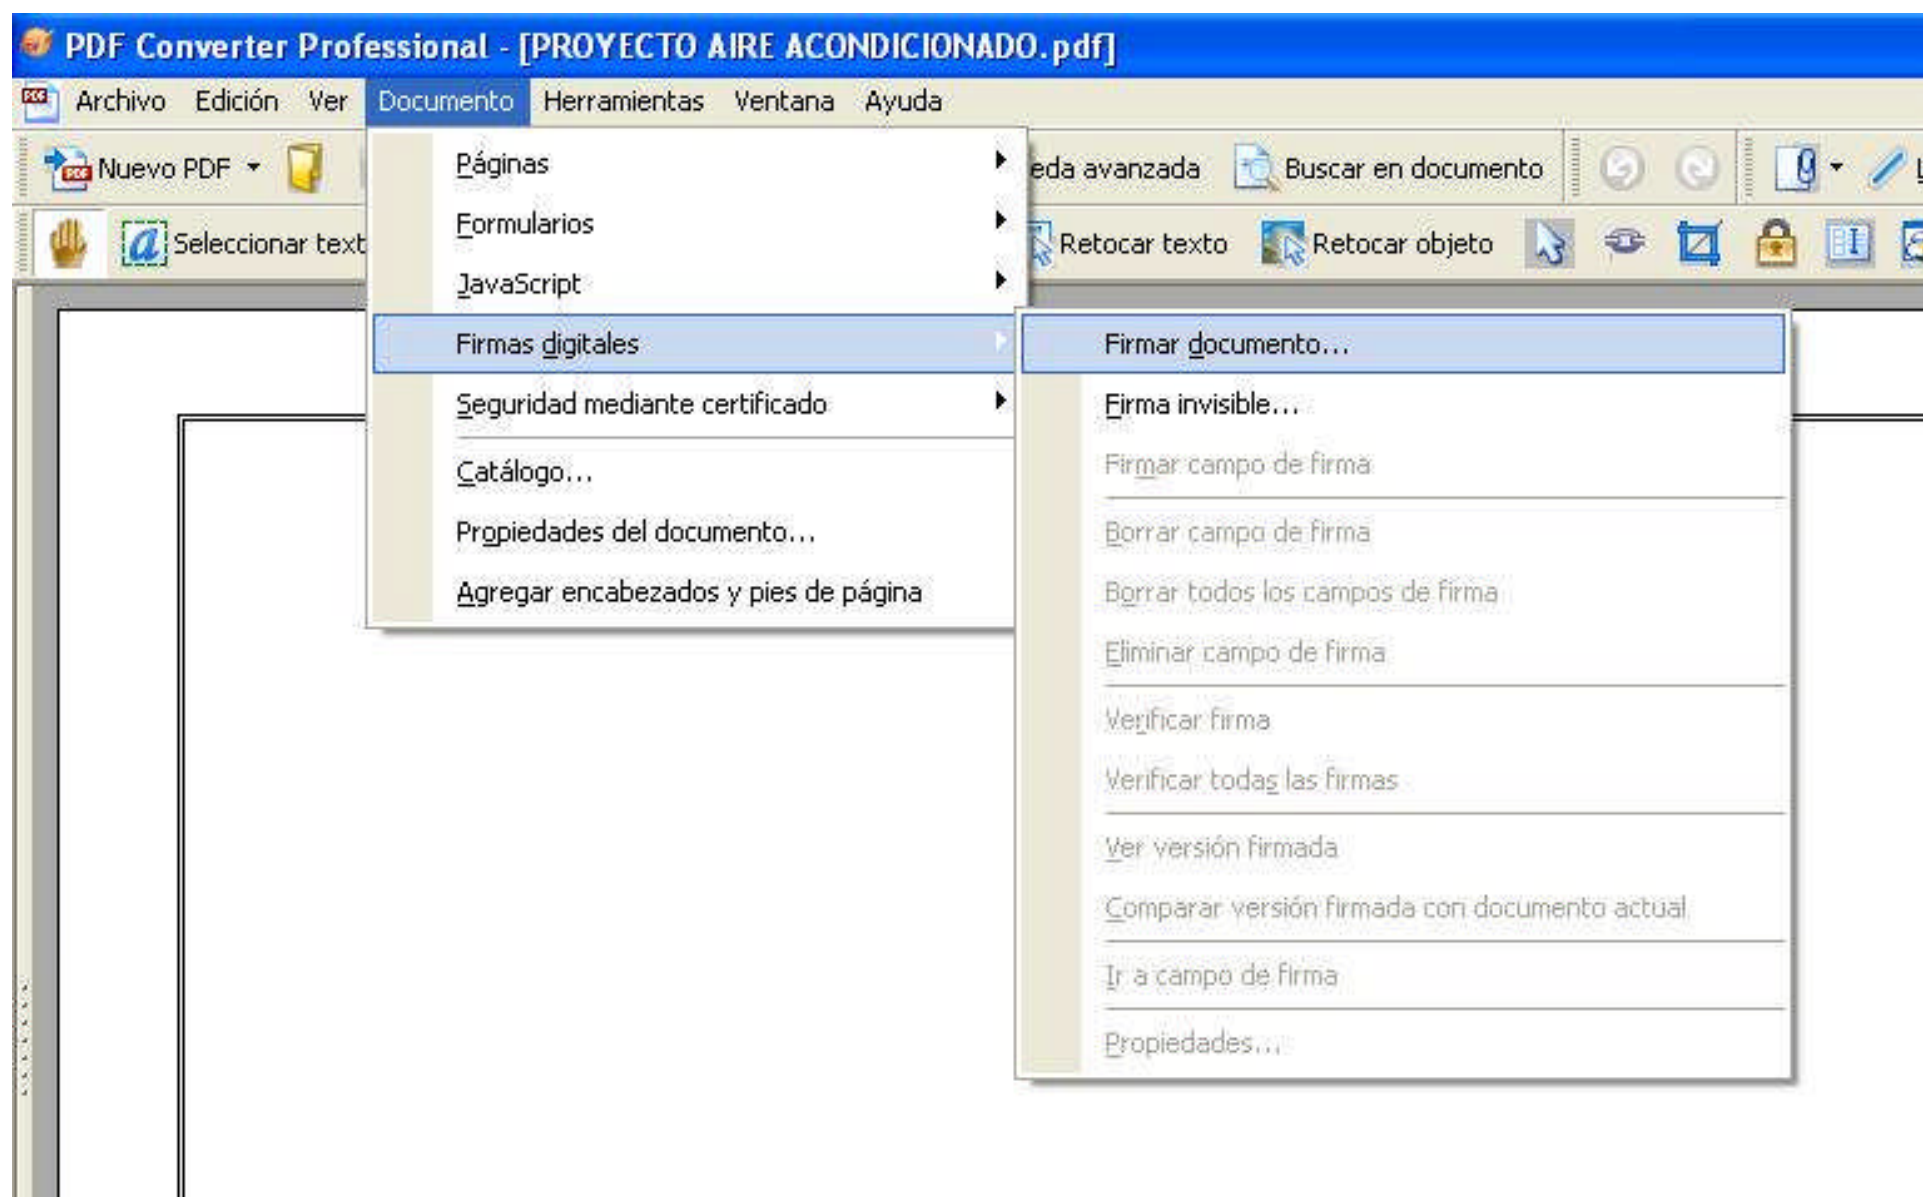 PDF Converter Professional - [PROYECTO AIRE ACONDICIONADO.pdf]
Archivo Edición Ver Documento Herramientas Ventana Ayuda
Nuevo PDF eda avanzada Buscar en documento
Seleccionar text Retocar texto Retocar objeto
Páginas
Formularios
JavaScript
Firmas digitales
Seguridad mediante certificado
Catálogo...
Propiedades del documento...
Agregar encabezados y pies de página
Firmar documento...
Firma invisible...
Firmar campo de firma
Borrar campo de firma
Borrar todos los campos de firma
Eliminar campo de firma
Verificar firma
Verificar todas las firmas
Ver versión firmada
Comparar versión firmada con documento actual
Ir a campo de firma
Propiedades...